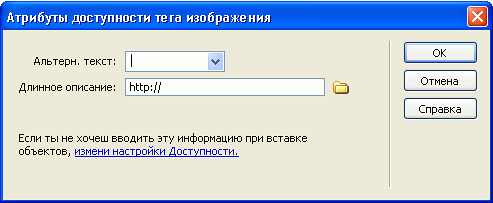 Атрибуты доступности тега изображения
Альтерн. текст:
Длинное описание: http://
OK
Отмена
Справка
Если ты не хочеш вводить эту информацию при вставке
объектов, измени настройки Доступности.